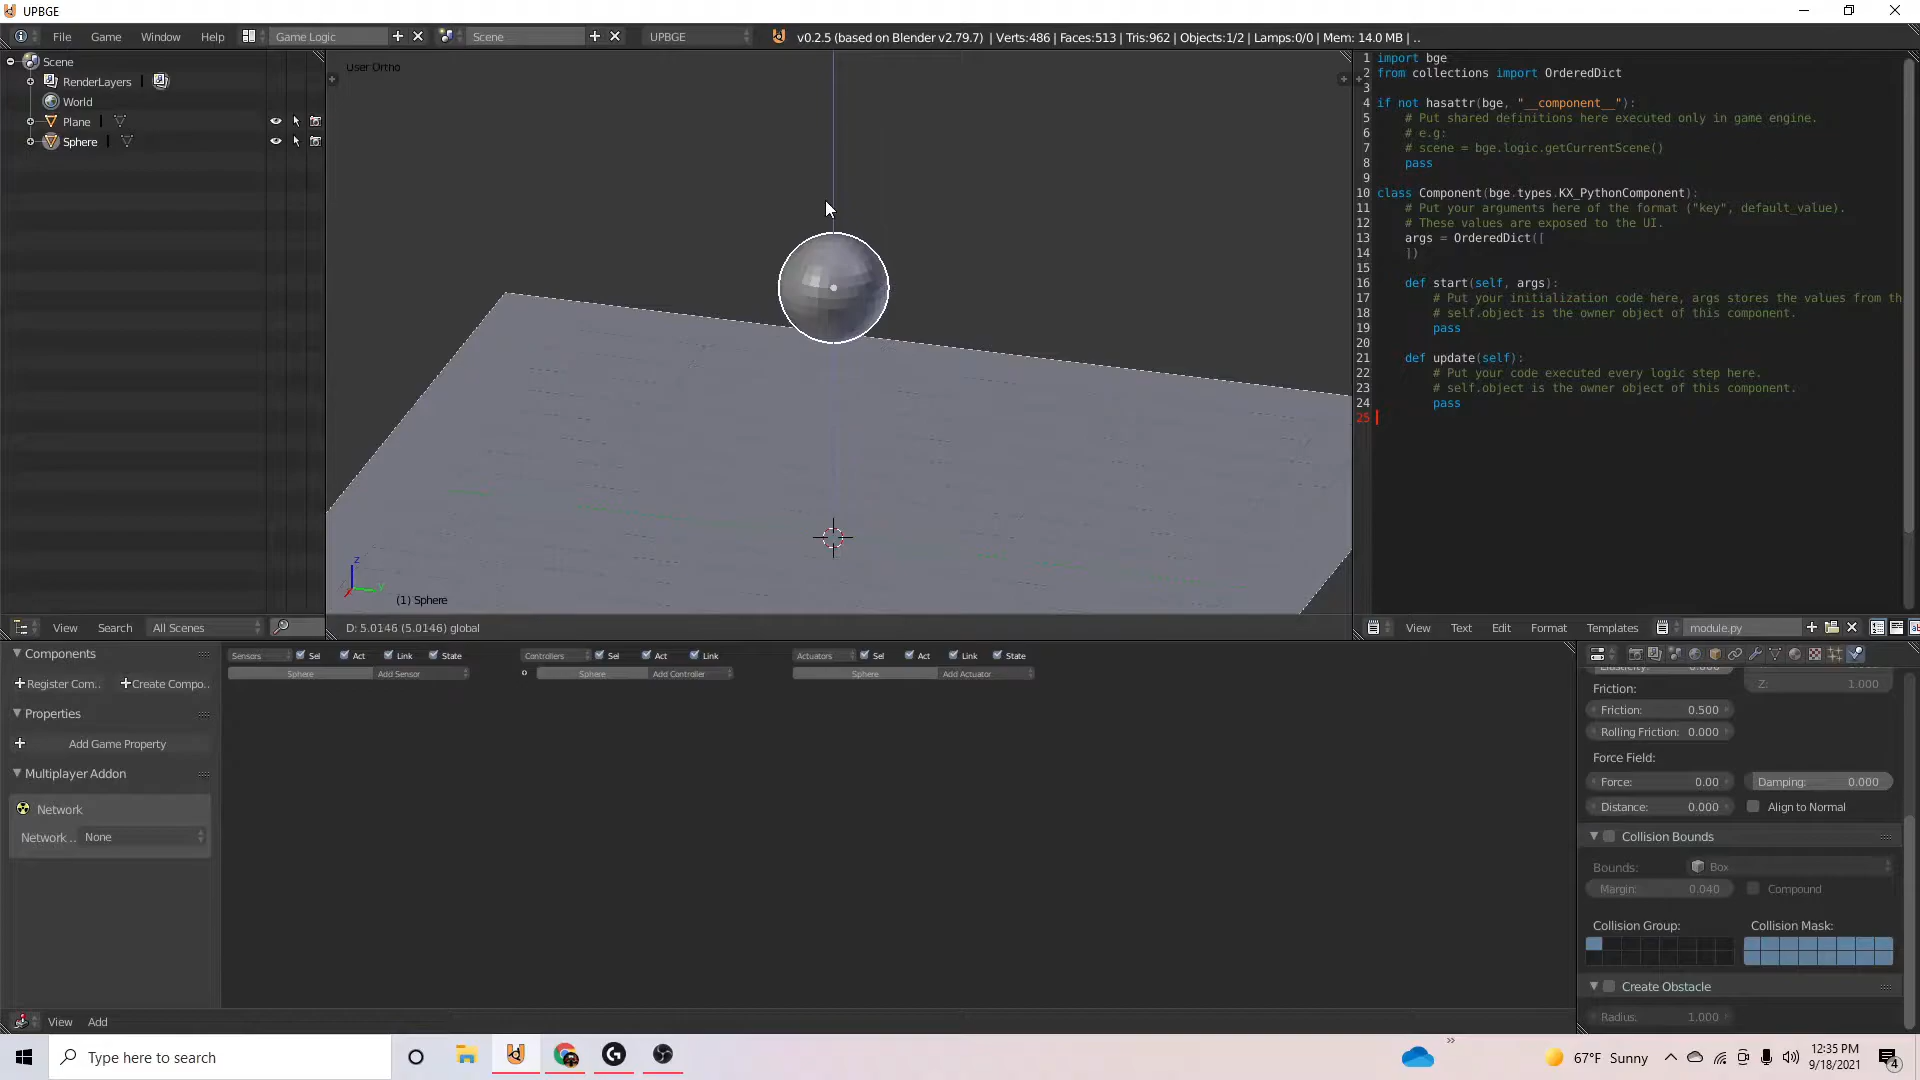 UPBGE
File Game Window Help Game Logic Scene UPBGE v0.2.5 (based on Blender v2.79.7) | Verts:486 | Faces:513 | Tris:962 | Objects:1/2 | Lamps:0/0 | Mem: 14.0 MB | ..
Scene
RenderLayers
World
Plane
Sphere
User Ortho
z
y
(1) Sphere
1 import bge
2 from collections import OrderedDict
3
4 if not hasattr(bge, "__component__"):
5 # Put shared definitions here executed only in game engine.
6 # e.g:
7 # scene = bge.logic.getCurrentScene()
8 pass
9
10 class Component(bge.types.KX_PythonComponent):
11 # Put your arguments here of the format ("key", default_value).
12 # These values are exposed to the UI.
13 args = OrderedDict([
14 ])
15
16 def start(self, args):
17 # Put your initialization code here, args stores the values from th
18 # self.object is the owner object of this component.
19 pass
20
21 def update(self):
22 # Put your code executed every logic step here.
23 # self.object is the owner object of this component.
24 pass
25
View Search All Scenes
D: 5.0146 (5.0146) global
View Text Edit Format Templates module.py
Components
Register Com.. Create Compo..
Properties
Add Game Property
Multiplayer Addon
Network
Network .. None
Sensors Sel Act Link State
Sphere Add Sensor
Controllers Sel Act Link
Sphere Add Controller
Actuators Sel Act Link State
Sphere Add Actuator
Z: 1.000
Friction:
Friction: 0.500
Rolling Friction: 0.000
Force Field:
Force: 0.00 Damping: 0.000
Distance: 0.000 Align to Normal
Collision Bounds
Bounds: Box
Margin: 0.040 Compound
Collision Group: Collision Mask:
Create Obstacle
Radius: 1.000
View Add
Type here to search
67°F Sunny
12:35 PM
9/18/2021
4